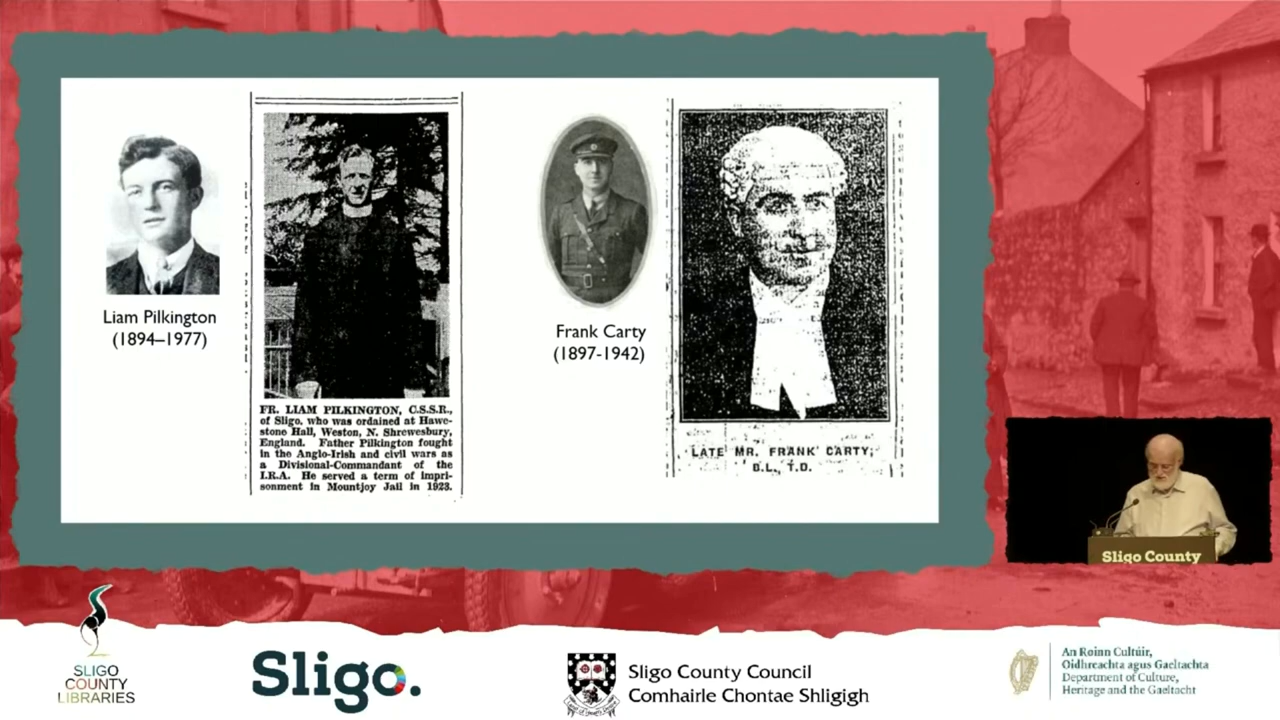 Liam Pilkington
(1894–1977)
FR. LIAM PILKINGTON, C.S.S.R.,
of Sligo, who was ordained at Hawe-
stone Hall, Weston, N. Shrewesbury,
England. Father Pilkington fought
in the Anglo-Irish and civil wars as
a Divisional-Commandant of the
I.R.A. He served a term of impri-
sonment in Mountjoy Jail in 1923.
Frank Carty
(1897-1942)
LATE MR. FRANK CARTY,
B.L., T.D.
Sligo County
SLIGO
COUNTY
LIBRARIES
Sligo.
Sligo County Council
Comhairle Chontae Shligigh
An Roinn Cultúir,
Oidhreachta agus Gaeltachta
Department of Culture,
Heritage and the Gaeltacht